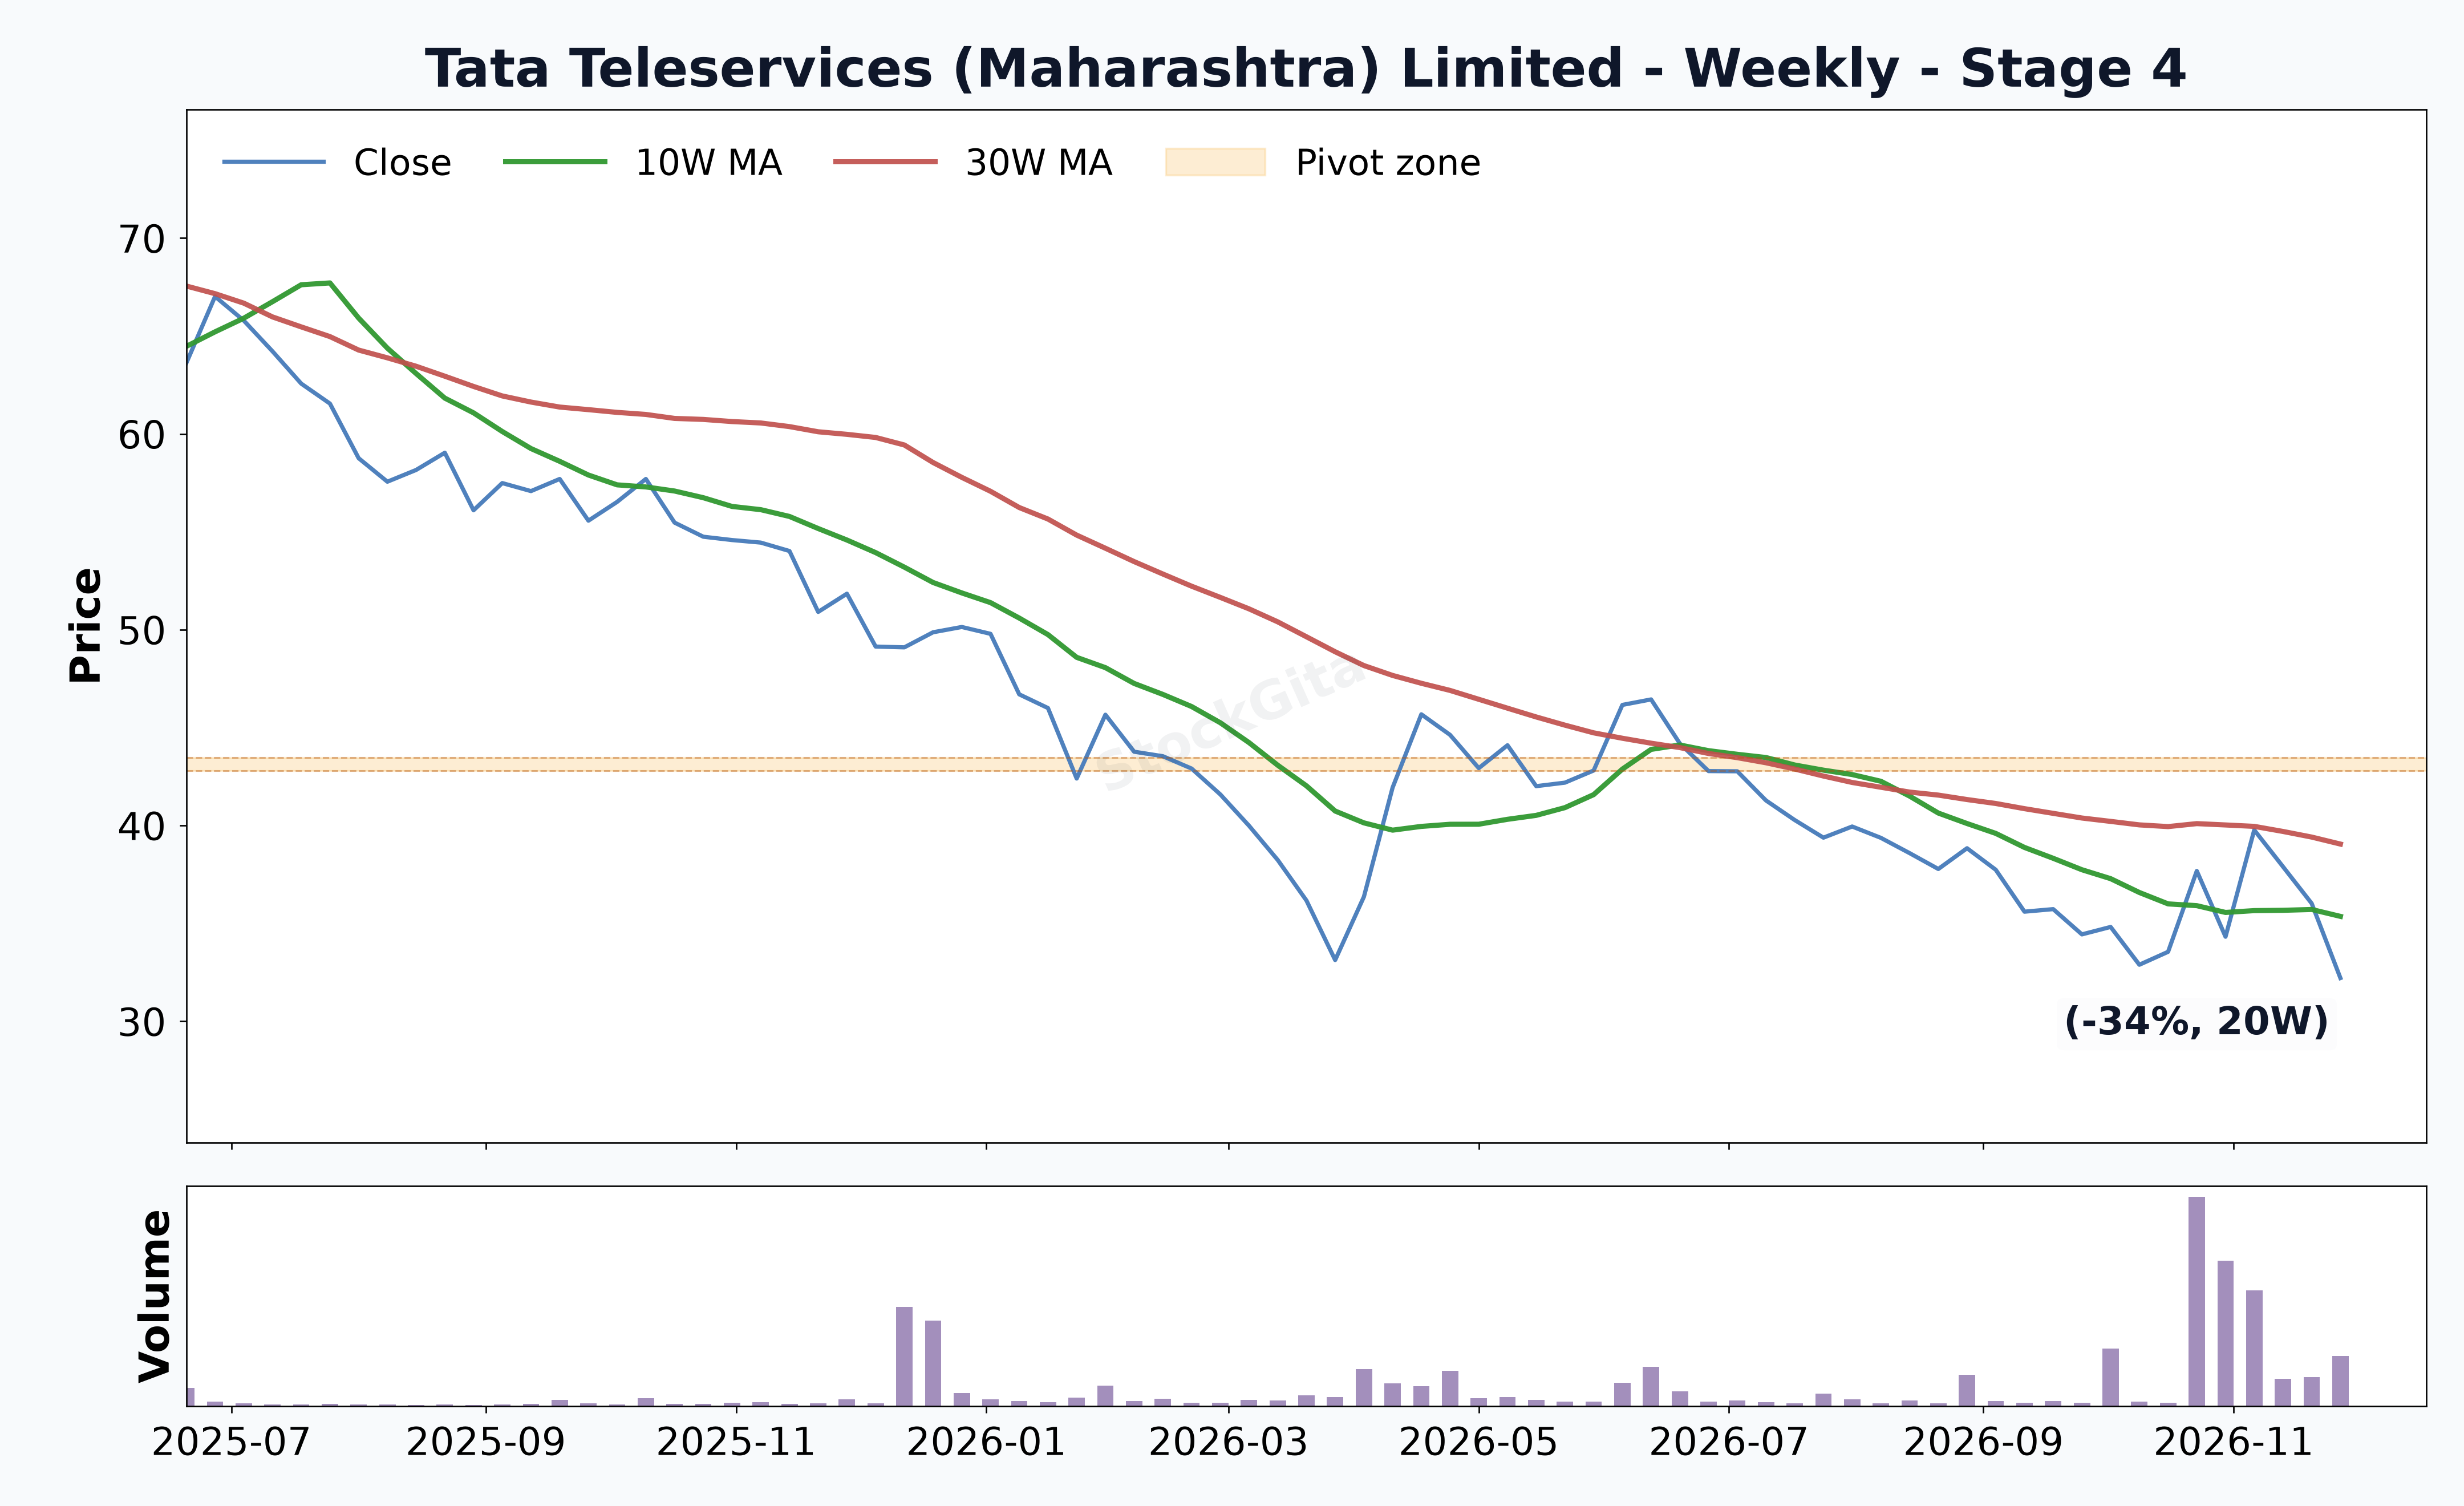 Tata Teleservices (Maharashtra) Limited - Weekly - Stage 4
Close 10W MA 30W MA Pivot zone
70
60
50
40
30
Price
StockGita
(-34%, 20W)
Volume
2025-07 2025-09 2025-11 2026-01 2026-03 2026-05 2026-07 2026-09 2026-11